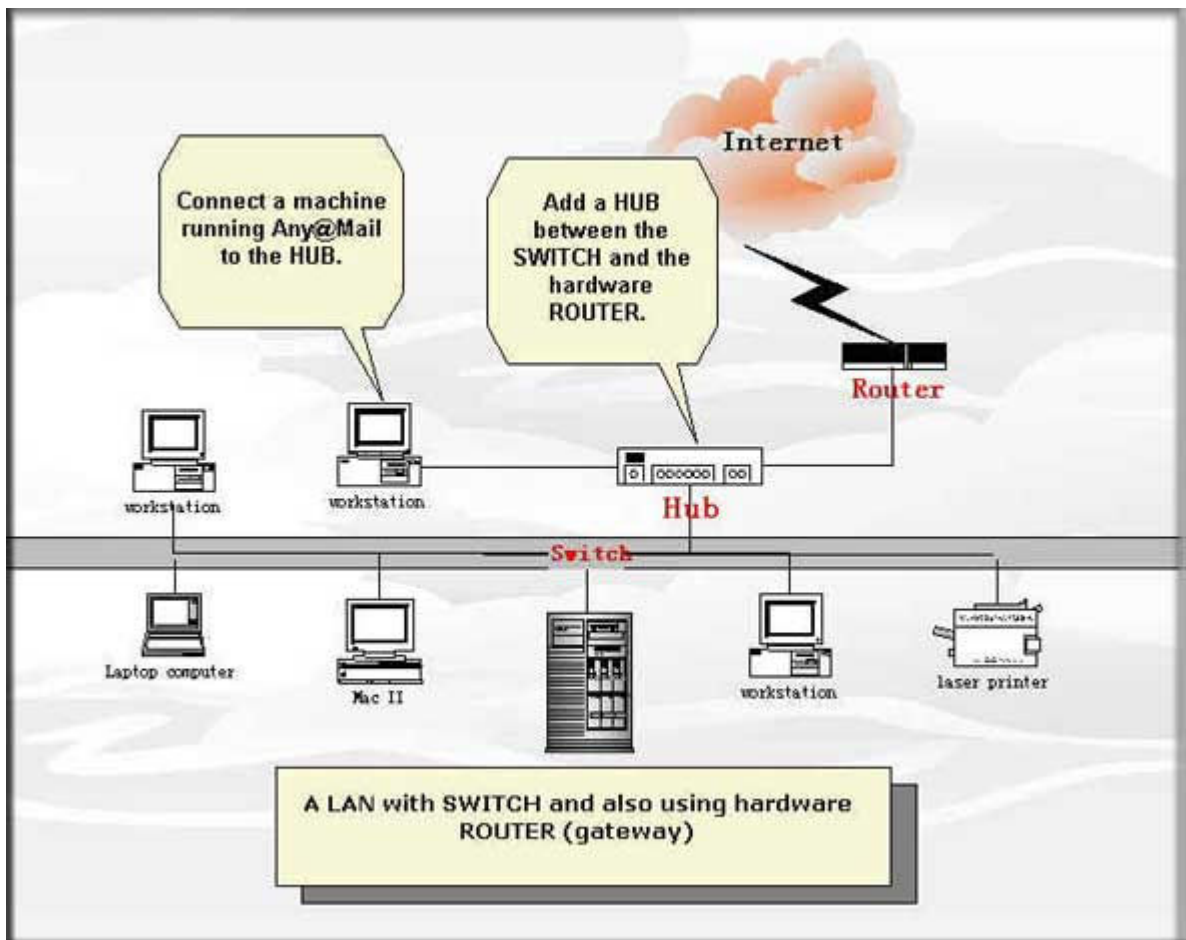 Internet
Connect a machine
running Any@Mail
to the HUB.
Add a HUB
between the
SWITCH and the
hardware
ROUTER.
Router
workstation
workstation
Hub
Switch
Laptop computer
Mac II
workstation
laser printer
A LAN with SWITCH and also using hardware
ROUTER (gateway)